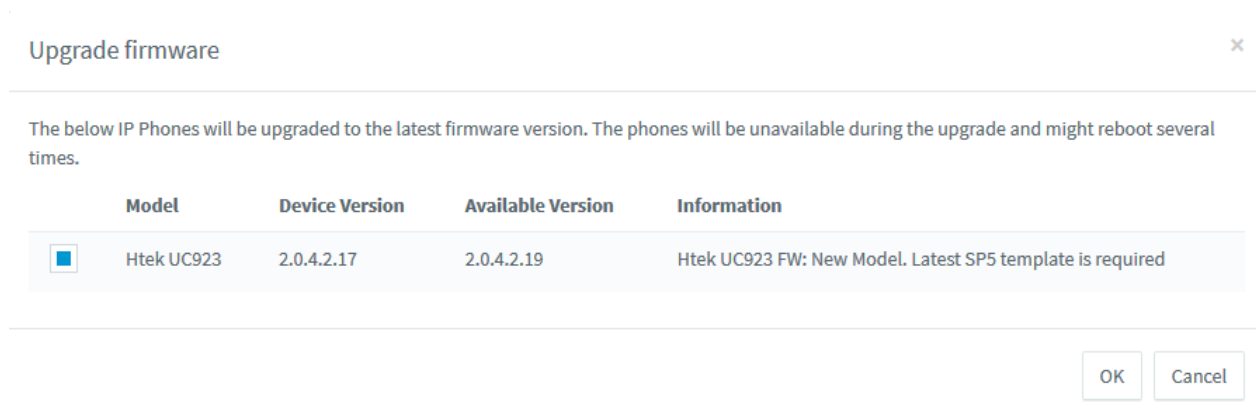 Upgrade firmware ×
The below IP Phones will be upgraded to the latest firmware version. The phones will be unavailable during the upgrade and might reboot several
times.
Model Device Version Available Version Information
Htek UC923 2.0.4.2.17 2.0.4.2.19 Htek UC923 FW: New Model. Latest SP5 template is required
OK Cancel